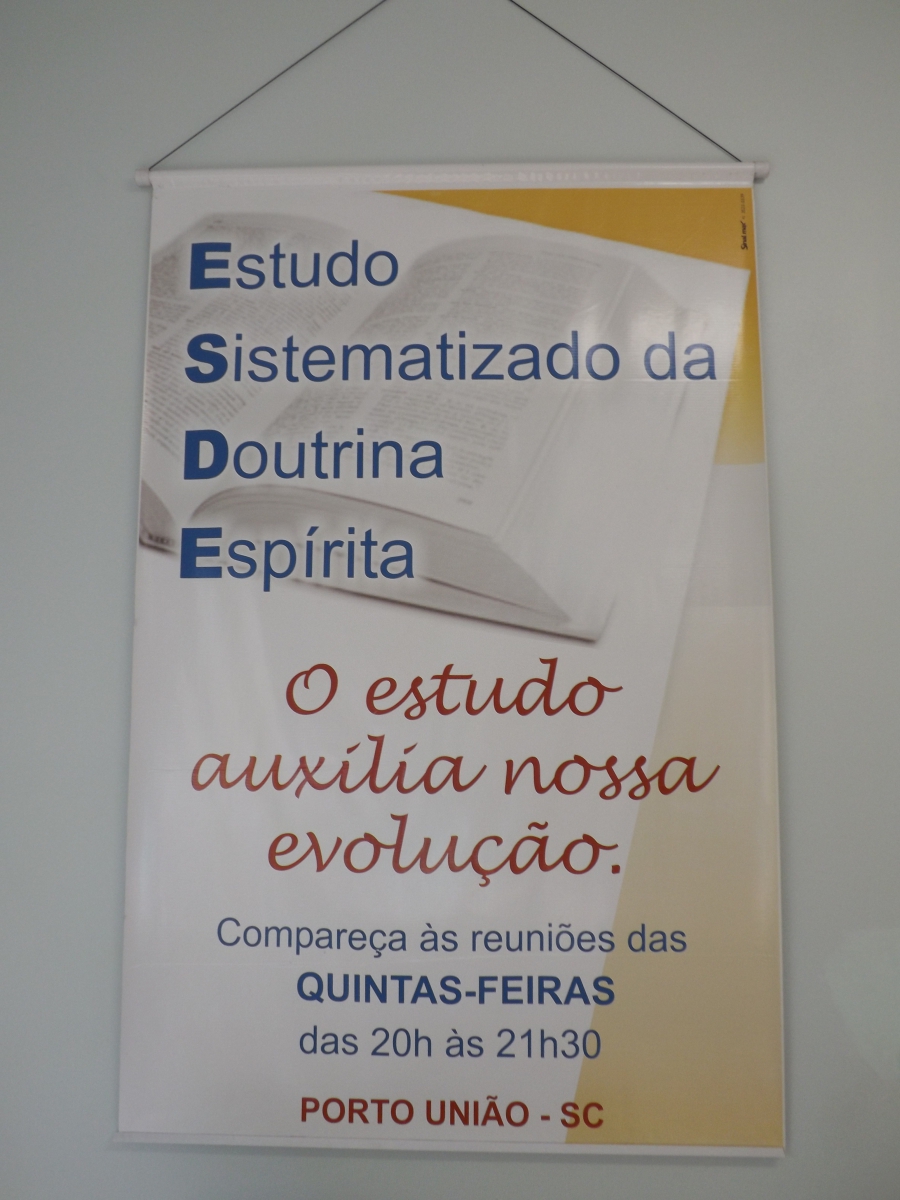 Estudo
Sistematizado da
Doutrina
Espírita
O estudo
auxilia nossa
evolução.
Compareça às reuniões das
QUINTAS-FEIRAS
das 20h às 21h30
PORTO UNIÃO - SC